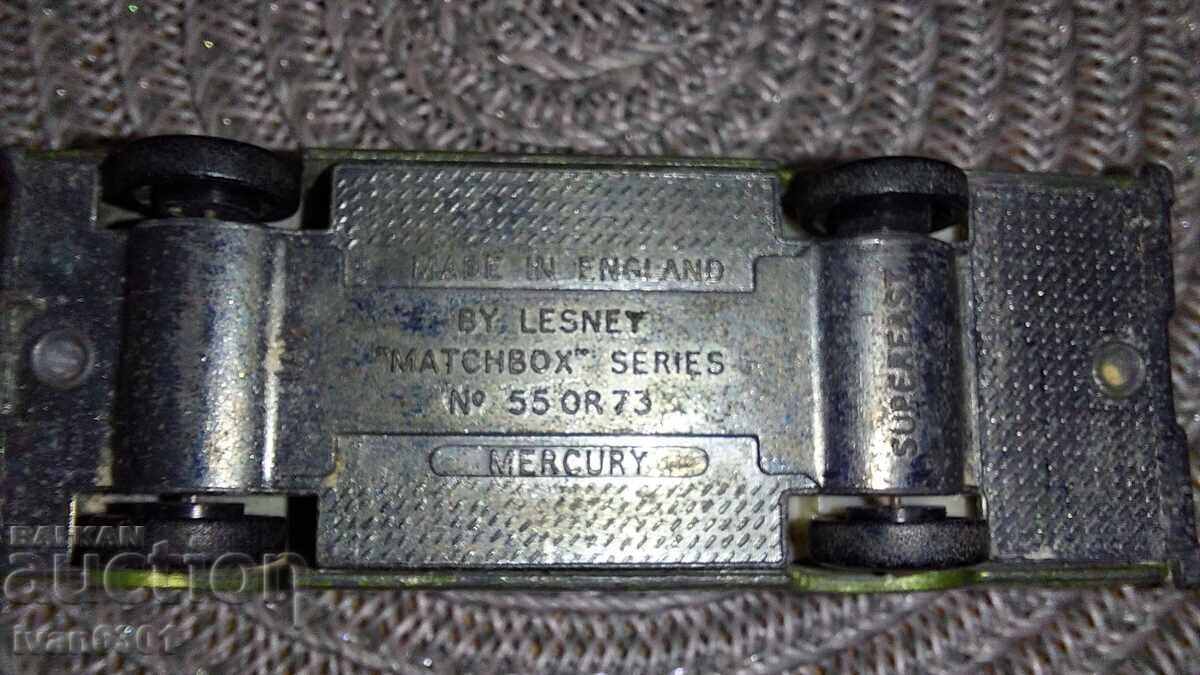 MADE IN ENGLAND
BY LESNEY
"MATCHBOX" SERIES
No 55 OR 73
MERCURY
SUPERFAST
BALKAN
auction
ivan6301